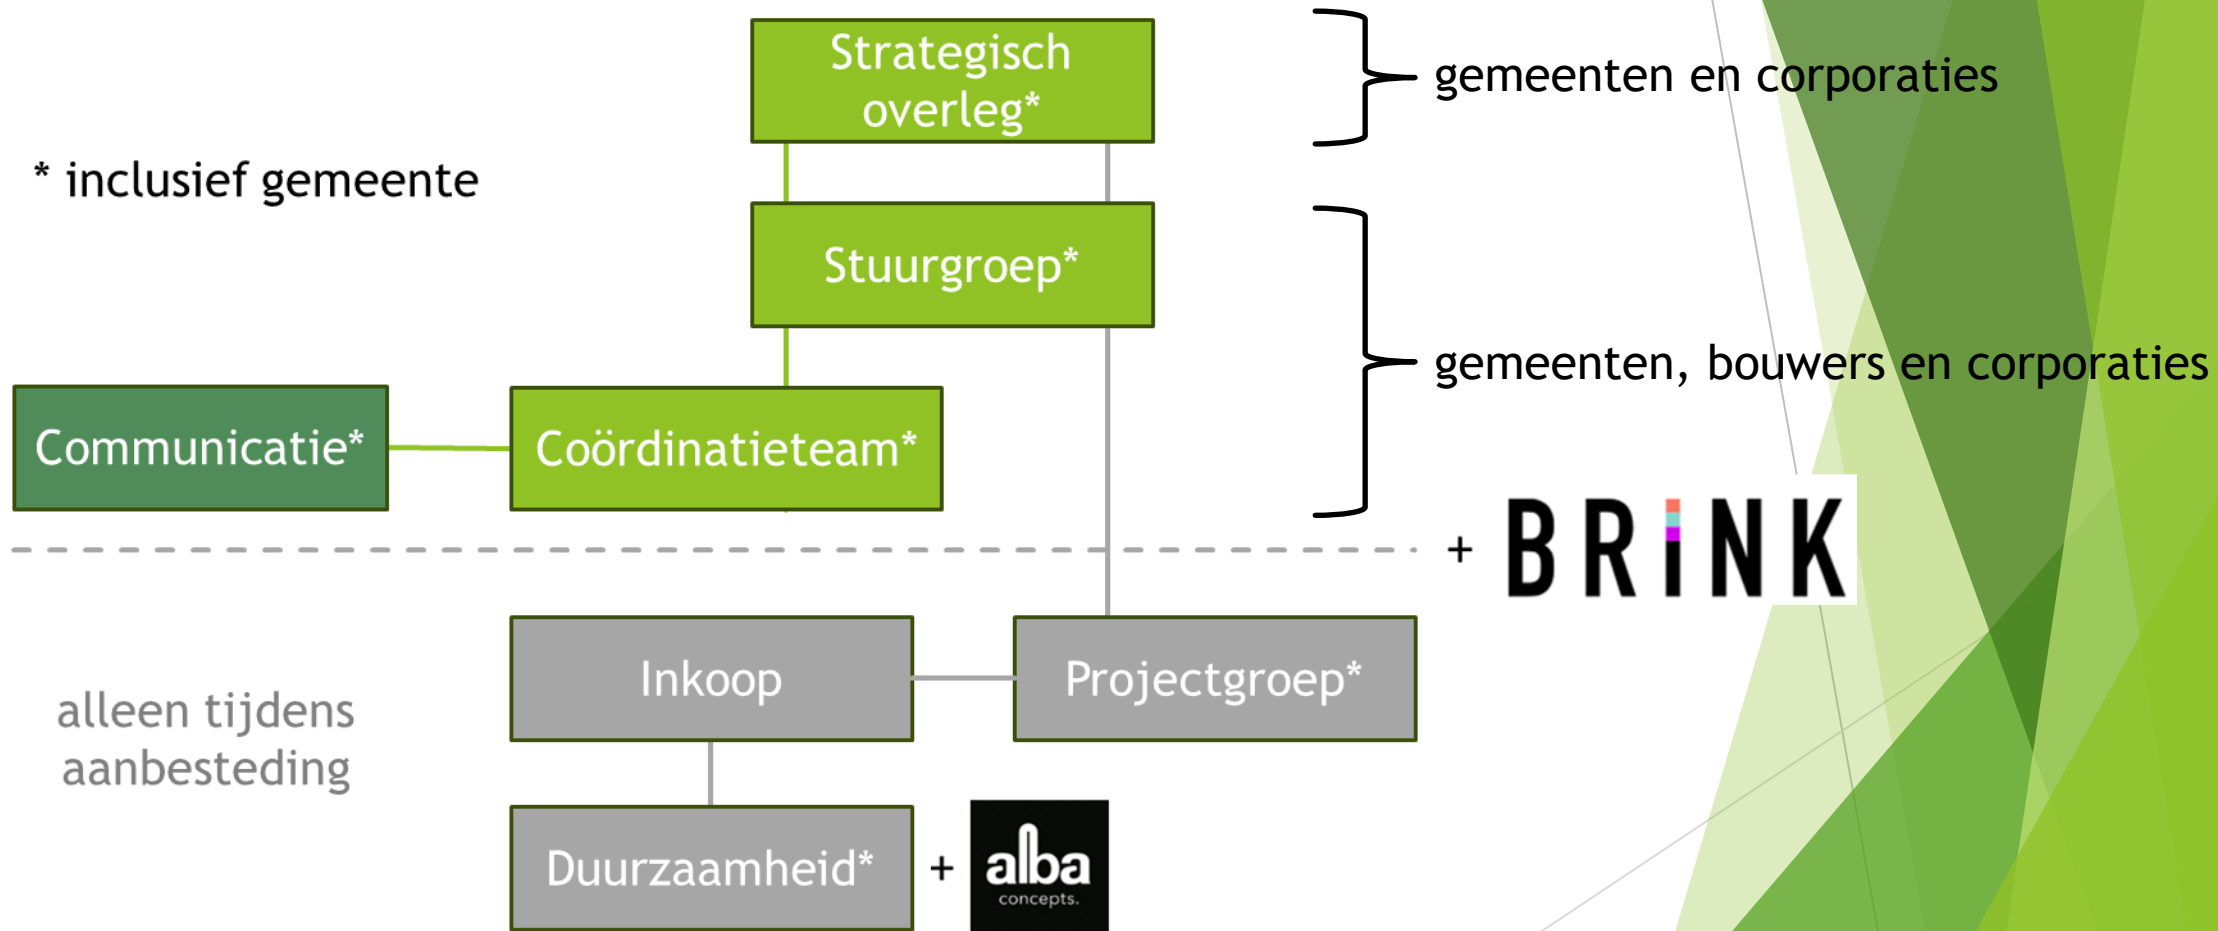 Strategisch
overleg*
gemeenten en corporaties
* inclusief gemeente
Stuurgroep*
gemeenten, bouwers en corporaties
Communicatie*
Coördinatieteam*
+ BRiNK
Inkoop
Projectgroep*
alleen tijdens
aanbesteding
Duurzaamheid*
+ alba
concepts.